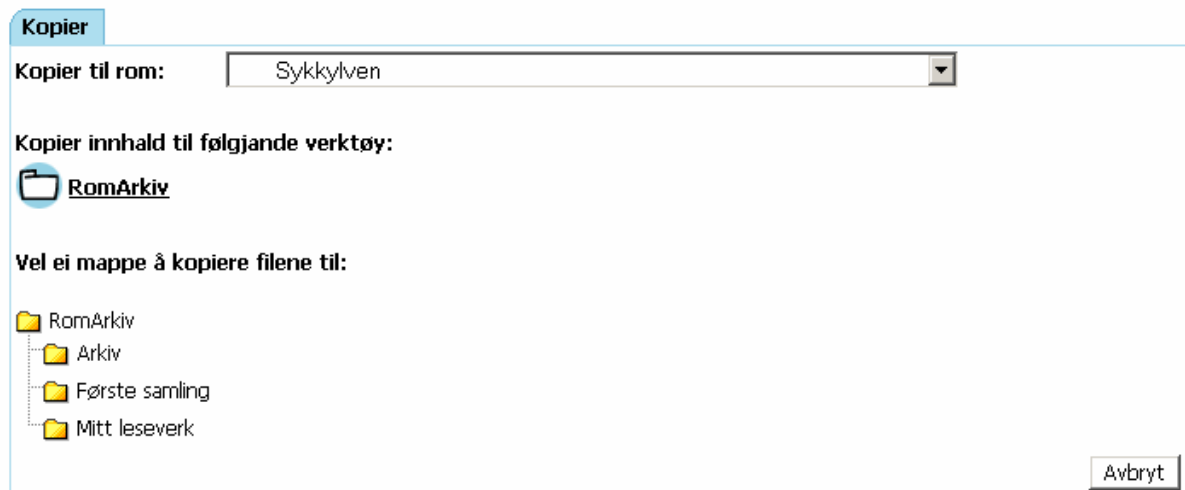 Kopier
Kopier til rom: Sykkylven
Kopier innhald til følgjande verktøy:
RomArkiv
Vel ei mappe å kopiere filene til:
RomArkiv
Arkiv
Første samling
Mitt leseverk
Avbryt